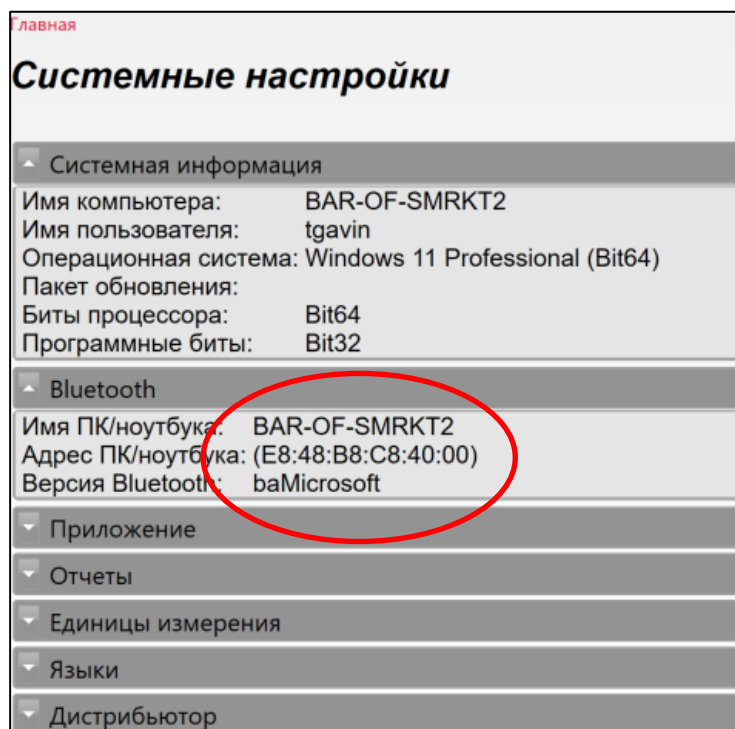 Главная
Системные настройки
Системная информация
Имя компьютера: BAR-OF-SMRKT2
Имя пользователя: tgavin
Операционная система: Windows 11 Professional (Bit64)
Пакет обновления:
Биты процессора: Bit64
Программные биты: Bit32
Bluetooth
Имя ПК/ноутбука: BAR-OF-SMRKT2
Адрес ПК/ноутбука: (E8:48:B8:C8:40:00)
Версия Bluetooth: baMicrosoft
Приложение
Отчеты
Единицы измерения
Языки
Дистрибьютор